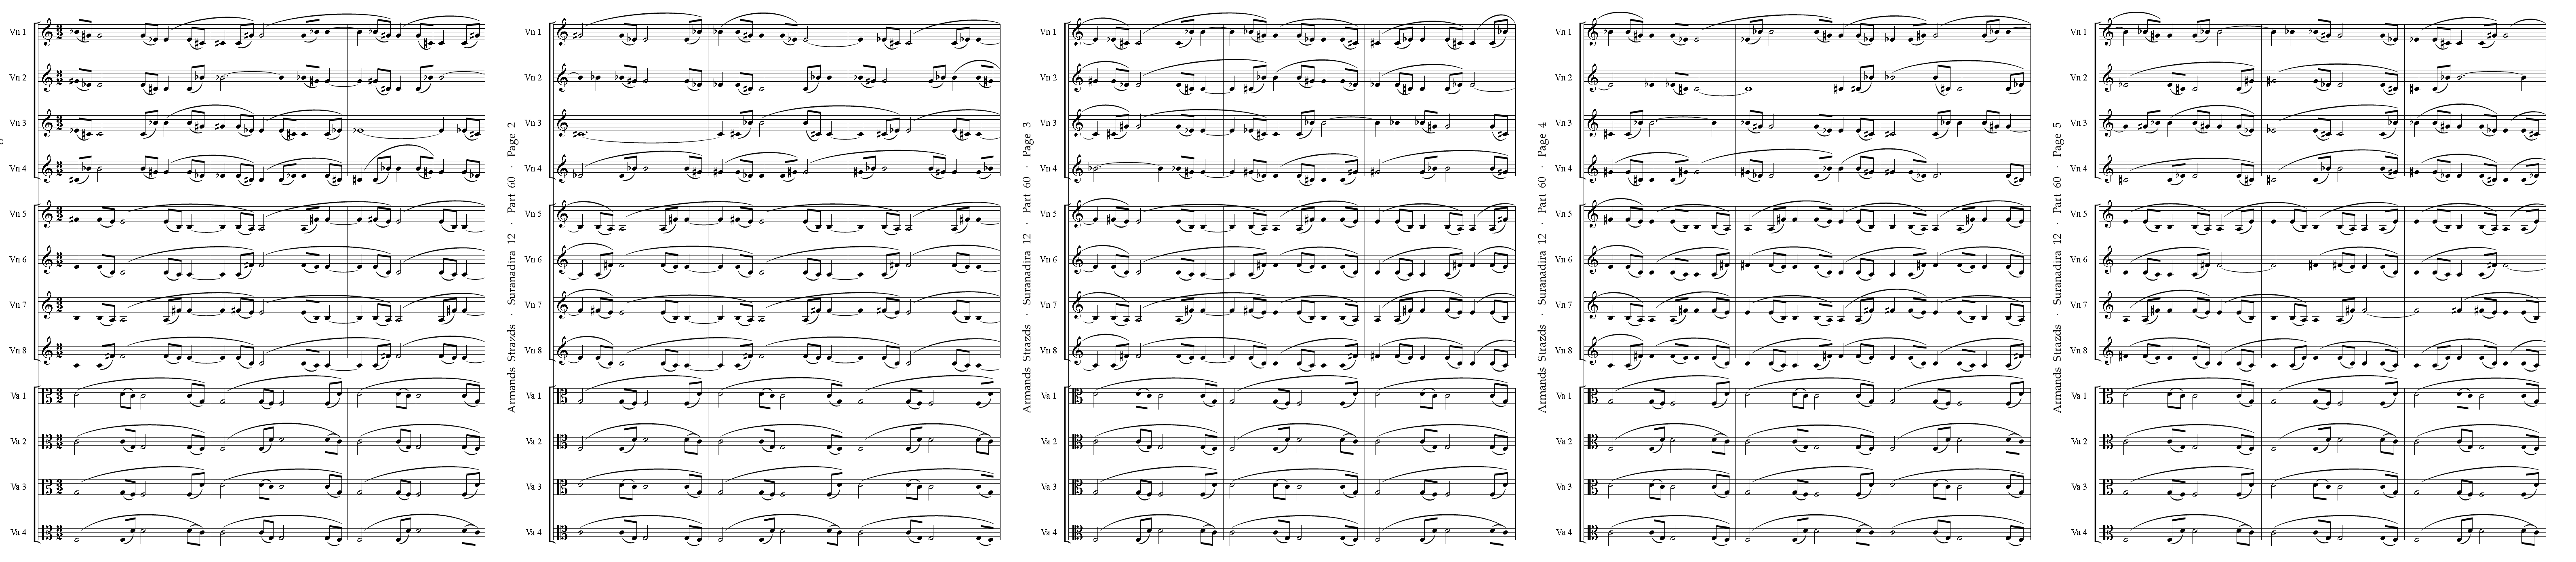 Vn 1
Vn 2
Vn 3
Vn 4
Vn 5
Vn 6
Vn 7
Vn 8
Va 1
Va 2
Va 3
Va 4
Armands Strazds · Suranadira 12 · Part 60 · Page 2
Vn 1
Vn 2
Vn 3
Vn 4
Vn 5
Vn 6
Vn 7
Vn 8
Va 1
Va 2
Va 3
Va 4
Armands Strazds · Suranadira 12 · Part 60 · Page 3
Vn 1
Vn 2
Vn 3
Vn 4
Vn 5
Vn 6
Vn 7
Vn 8
Va 1
Va 2
Va 3
Va 4
Armands Strazds · Suranadira 12 · Part 60 · Page 4
Vn 1
Vn 2
Vn 3
Vn 4
Vn 5
Vn 6
Vn 7
Vn 8
Va 1
Va 2
Va 3
Va 4
Armands Strazds · Suranadira 12 · Part 60 · Page 5
Vn 1
Vn 2
Vn 3
Vn 4
Vn 5
Vn 6
Vn 7
Vn 8
Va 1
Va 2
Va 3
Va 4